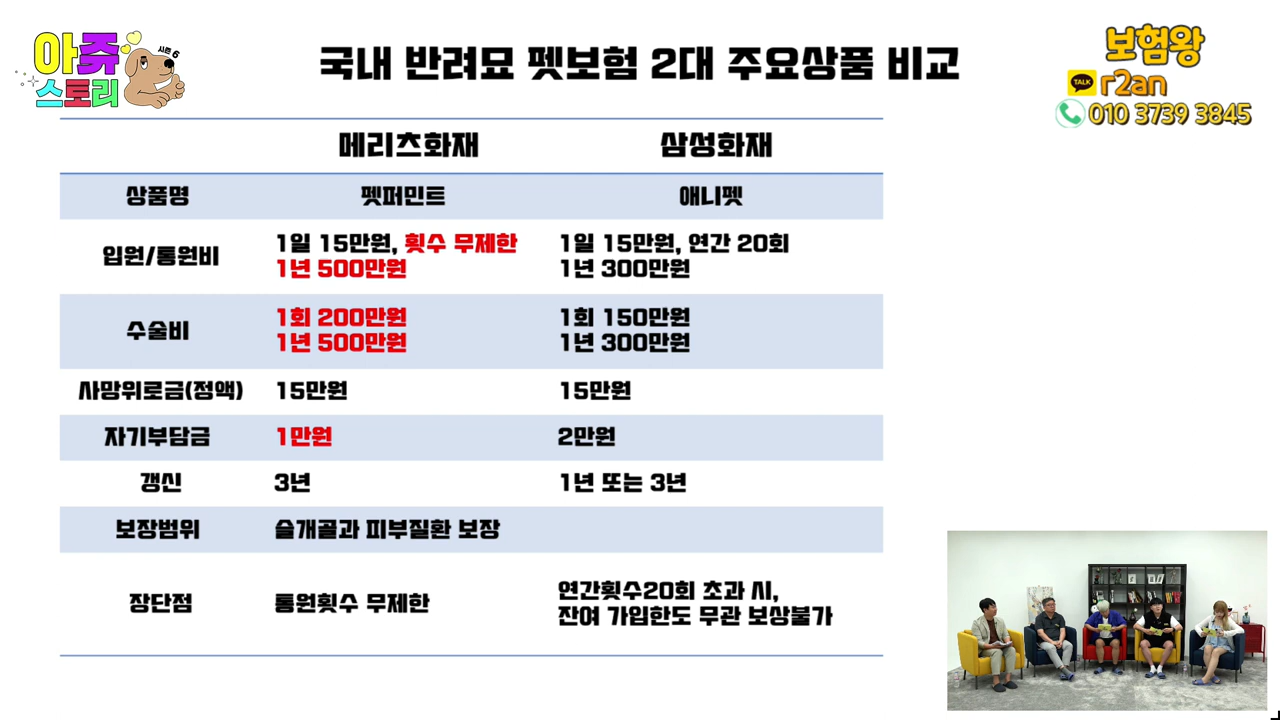 아쥬
스토리
시즌 6
국내 반려묘 펫보험 2대 주요상품 비교
보험왕
TALK r2an
010 3739 3845
메리츠화재 삼성화재
상품명 펫퍼민트 애니펫
입원/통원비 1일 15만원, 횟수 무제한 1일 15만원, 연간 20회
1년 500만원 1년 300만원
수술비 1회 200만원 1회 150만원
1년 500만원 1년 300만원
사망위로금(정액) 15만원 15만원
자기부담금 1만원 2만원
갱신 3년 1년 또는 3년
보장범위 슬개골과 피부질환 보장
장단점 통원횟수 무제한 연간횟수20회 초과 시,
잔여 가입한도 무관 보상불가